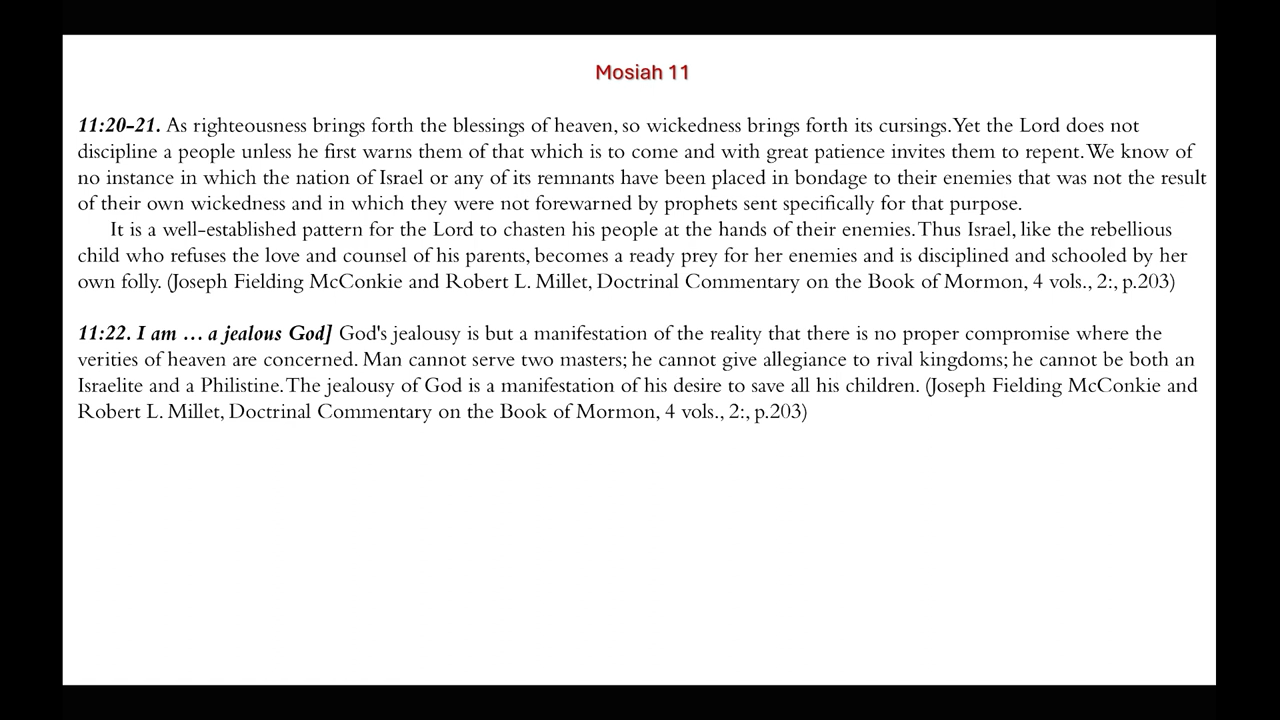 Mosiah 11
11:20-21. As righteousness brings forth the blessings of heaven, so wickedness brings forth its cursings. Yet the Lord does not
discipline a people unless he first warns them of that which is to come and with great patience invites them to repent. We know of
no instance in which the nation of Israel or any of its remnants have been placed in bondage to their enemies that was not the result
of their own wickedness and in which they were not forewarned by prophets sent specifically for that purpose.
It is a well-established pattern for the Lord to chasten his people at the hands of their enemies. Thus Israel, like the rebellious
child who refuses the love and counsel of his parents, becomes a ready prey for her enemies and is disciplined and schooled by her
own folly. (Joseph Fielding McConkie and Robert L. Millet, Doctrinal Commentary on the Book of Mormon, 4 vols., 2:, p.203)
11:22. I am … a jealous God] God's jealousy is but a manifestation of the reality that there is no proper compromise where the
verities of heaven are concerned. Man cannot serve two masters; he cannot give allegiance to rival kingdoms; he cannot be both an
Israelite and a Philistine. The jealousy of God is a manifestation of his desire to save all his children. (Joseph Fielding McConkie and
Robert L. Millet, Doctrinal Commentary on the Book of Mormon, 4 vols., 2:, p.203)